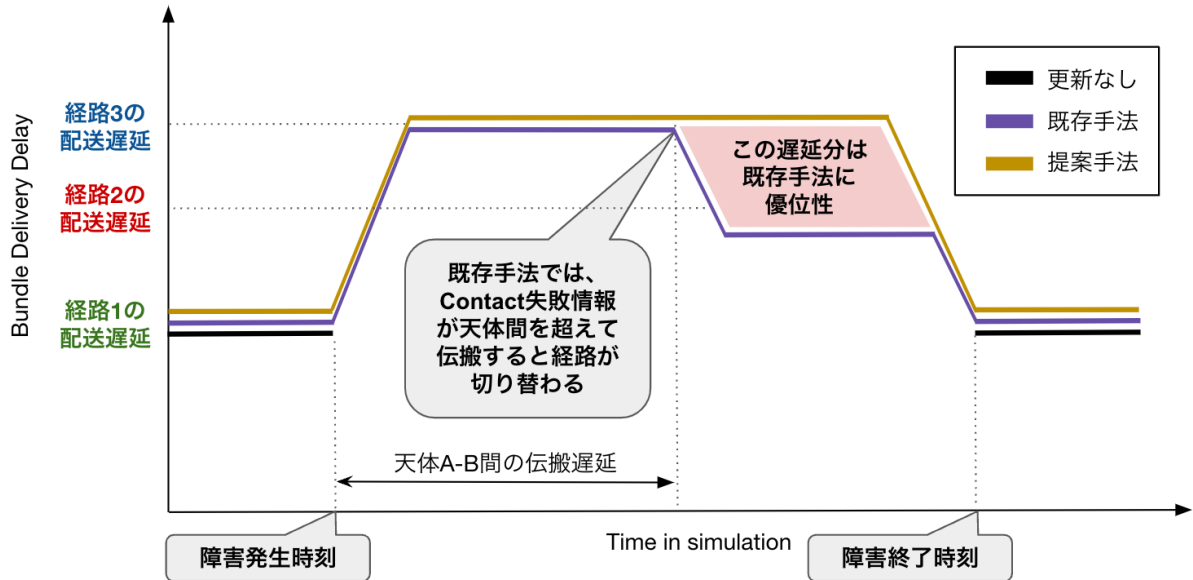 Bundle Delivery Delay
経路3の
配送遅延
経路2の
配送遅延
経路1の
配送遅延
更新なし
既存手法
提案手法
この遅延分は
既存手法に
優位性
既存手法では、
Contact失敗情報
が天体間を超えて
伝搬すると経路が
切り替わる
天体A-B間の伝搬遅延
障害発生時刻
Time in simulation
障害終了時刻